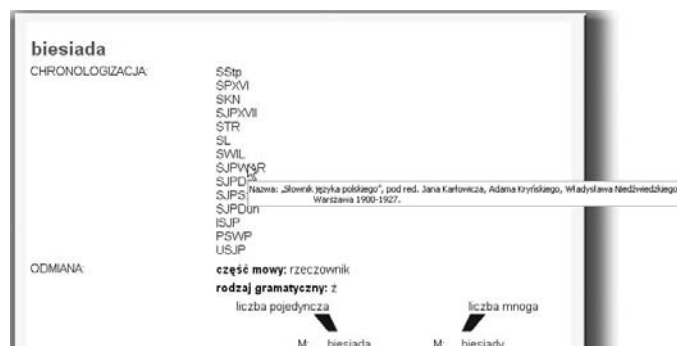 biesiada
CHRONOLOGIZACJA:
SStp
SPXVI
SKN
SJPXVII
STR
SL
SWIL
SJPWAR
SJPD
SJPS
SJPDun
ISJP
PSWP
USJP
Nazwa: „Słownik języka polskiego”, pod red. Jana Karłowicza, Adama Kryńskiego, Władysława Niedźwiedzkiego
Warszawa 1900-1927.
ODMIANA:
część mowy: rzeczownik
rodzaj gramatyczny: ż
liczba pojedyncza liczba mnoga
M: biesiada M: biesiady